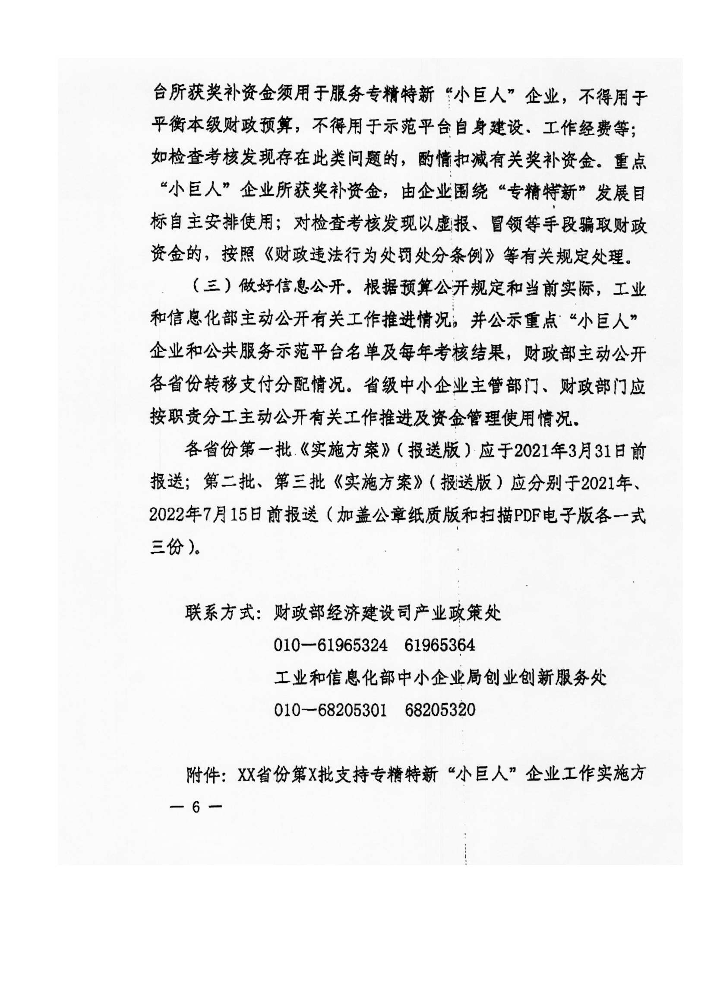 台所获奖补资金须用于服务专精特新“小巨人”企业，不得用于
平衡本级财政预算，不得用于示范平台自身建设、工作经费等；
如检查考核发现存在此类问题的，酌情扣减有关奖补资金。重点
“小巨人”企业所获奖补资金，由企业围绕“专精特新”发展目
标自主安排使用；对检查考核发现以虚报、冒领等手段骗取财政
资金的，按照《财政违法行为处罚处分条例》等有关规定处理。
（三）做好信息公开。根据预算公开规定和当前实际，工业
和信息化部主动公开有关工作推进情况，并公示重点“小巨人”
企业和公共服务示范平台名单及每年考核结果，财政部主动公开
各省份转移支付分配情况。省级中小企业主管部门、财政部门应
按职责分工主动公开有关工作推进及资金管理使用情况。
各省份第一批《实施方案》（报送版）应于2021年3月31日前
报送；第二批、第三批《实施方案》（报送版）应分别于2021年、
2022年7月15日前报送（加盖公章纸质版和扫描PDF电子版各一式
三份）。
联系方式：财政部经济建设司产业政策处
010—61965324 61965364
工业和信息化部中小企业局创业创新服务处
010—68205301 68205320
附件：XX省份第X批支持专精特新“小巨人”企业工作实施方
— 6 —